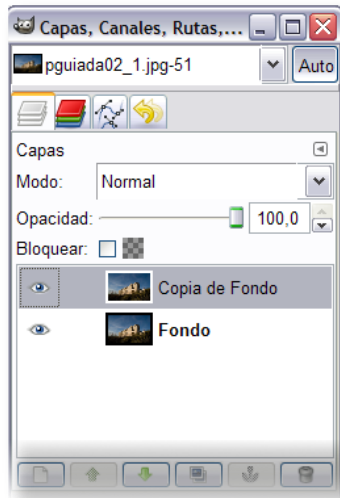 Capas, Canales, Rutas,...
pguiada02_1.jpg-51
Auto
Capas
Modo: Normal
Opacidad: 100,0
Bloquear:
Copia de Fondo
Fondo